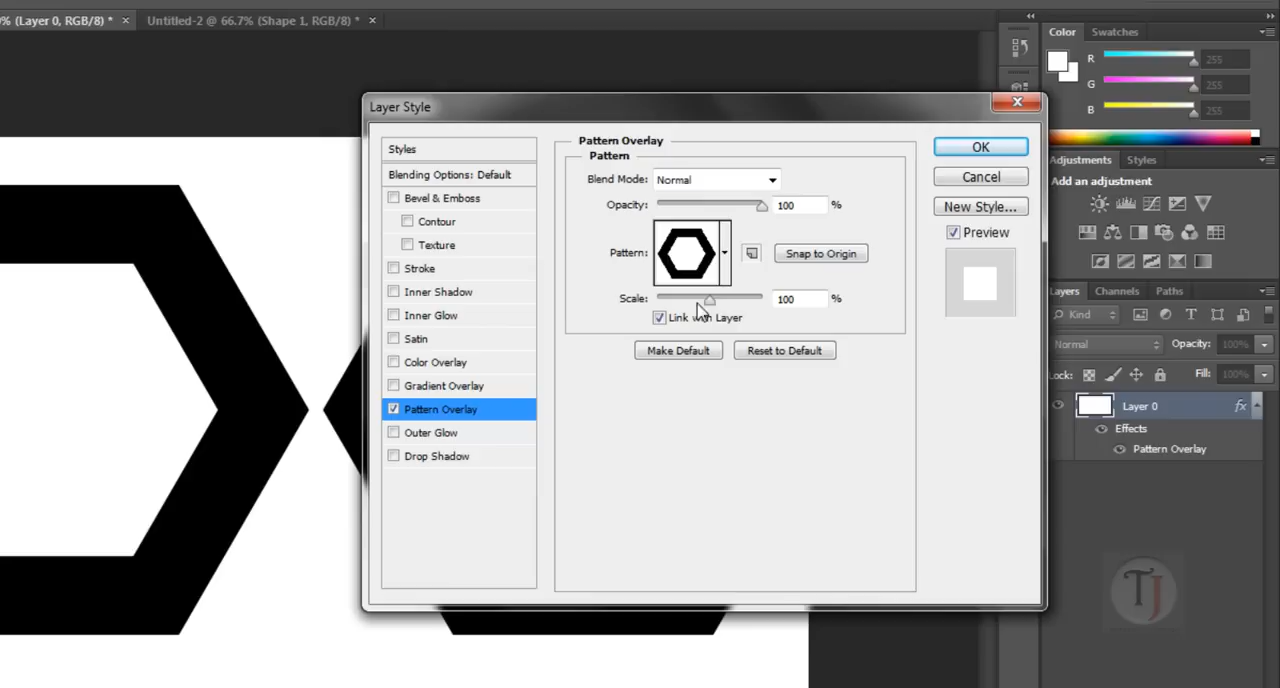 0% (Layer 0, RGB/8) * × Untitled-2 @ 66.7% (Shape 1, RGB/8) * ×
Color Swatches
R 255
G 255
B 255
Layer Style
Styles
Blending Options: Default
Bevel & Emboss
Contour
Texture
Stroke
Inner Shadow
Inner Glow
Satin
Color Overlay
Gradient Overlay
Pattern Overlay
Outer Glow
Drop Shadow
Pattern Overlay
Pattern
Blend Mode: Normal
Opacity: 100 %
Pattern: Snap to Origin
Scale: 100 %
Link with Layer
Make Default Reset to Default
OK
Cancel
New Style...
Preview
Adjustments Styles
Add an adjustment
Layers Channels Paths
Kind
Normal Opacity: 100%
Lock: Fill: 100%
Layer 0 fx
Effects
Pattern Overlay
TJ